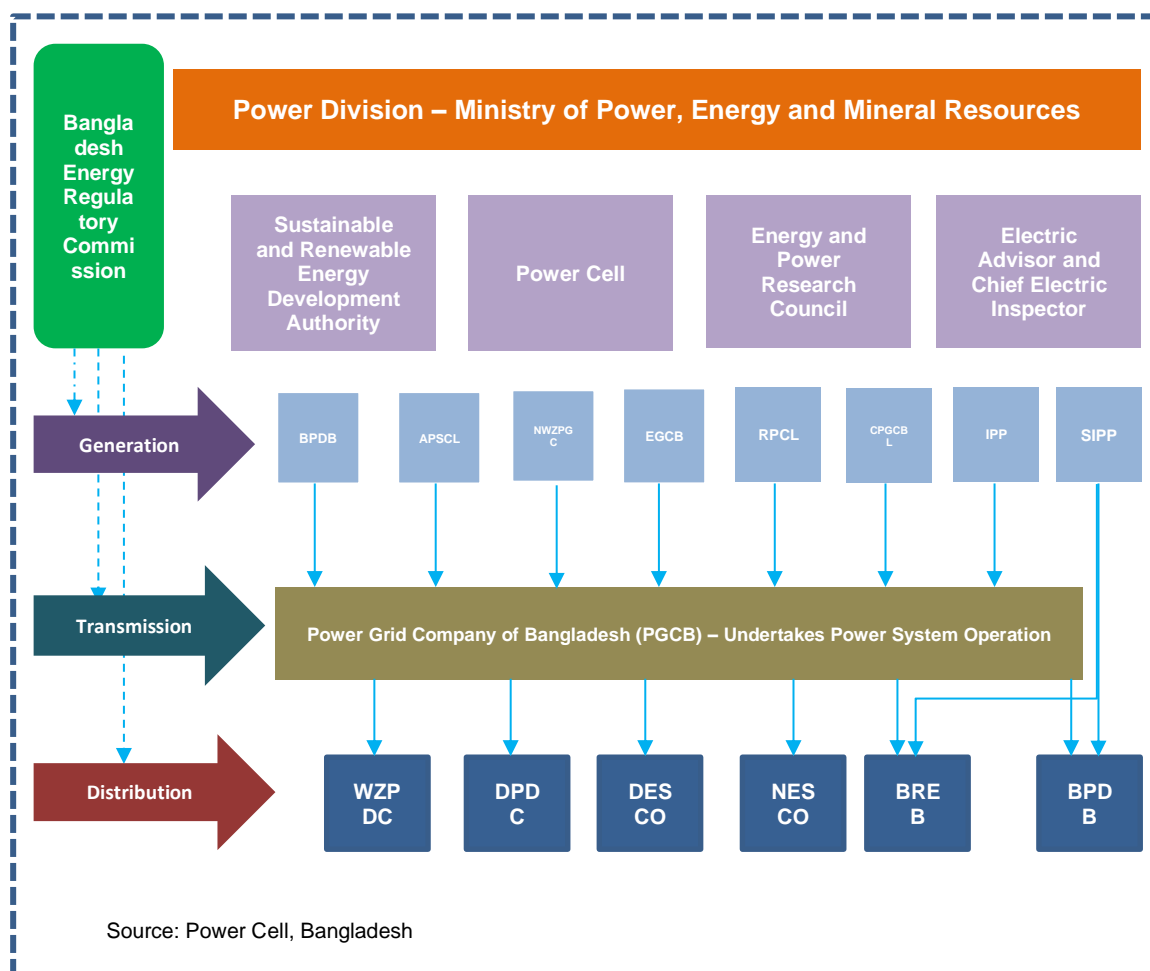 Bangla
desh
Energy
Regula
tory
Commi
ssion
Power Division – Ministry of Power, Energy and Mineral Resources
Sustainable
and Renewable
Energy
Development
Authority
Power Cell
Energy and
Power
Research
Council
Electric
Advisor and
Chief Electric
Inspector
Generation
BPDB
APSCL
NWZPG
C
EGCB
RPCL
CPGCB
L
IPP
SIPP
Transmission
Power Grid Company of Bangladesh (PGCB) – Undertakes Power System Operation
Distribution
WZP
DC
DPD
C
DES
CO
NES
CO
BRE
B
BPD
B
Source: Power Cell, Bangladesh